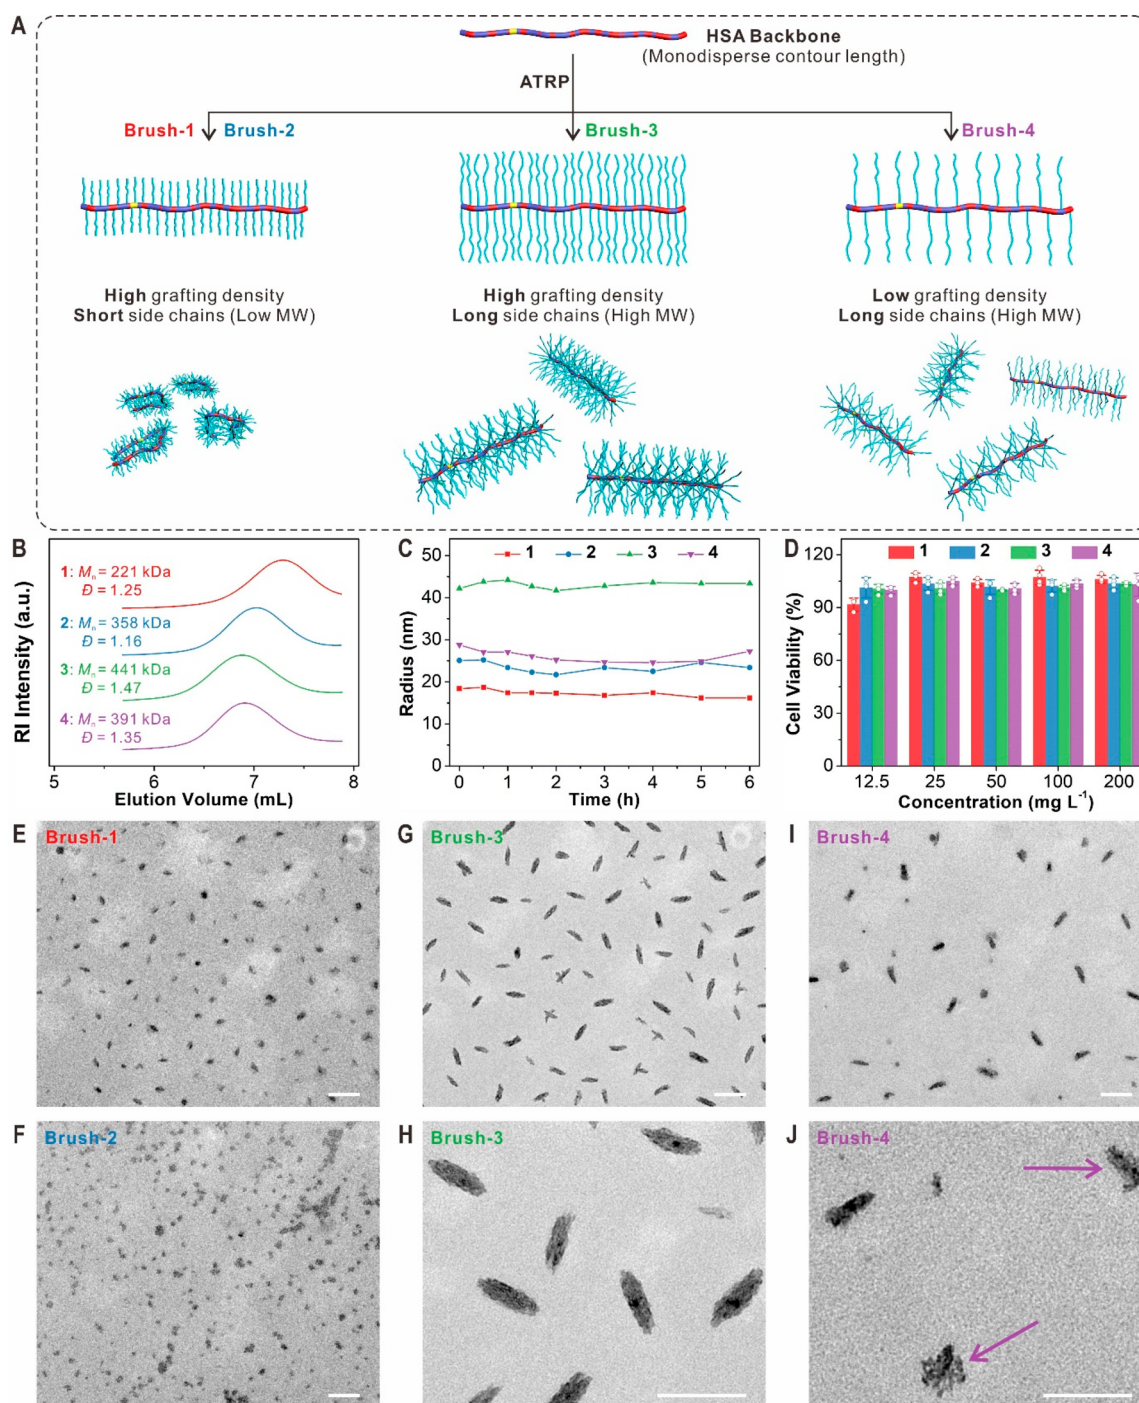 A
HSA Backbone
(Monodisperse contour length)
ATRP
Brush-1 Brush-2
Brush-3
Brush-4
High grafting density
Short side chains (Low MW)
High grafting density
Long side chains (High MW)
Low grafting density
Long side chains (High MW)
B
1: Mn = 221 kDa
Đ = 1.25
2: Mn = 358 kDa
Đ = 1.16
3: Mn = 441 kDa
Đ = 1.47
4: Mn = 391 kDa
Đ = 1.35
RI Intensity (a.u.)
5 6 7 8
Elution Volume (mL)
C
1 2 3 4
50
40
30
20
10
0
Radius (nm)
0 1 2 3 4 5 6
Time (h)
D
1 2 3 4
120
90
60
30
0
Cell Viability (%)
12.5 25 50 100 200
Concentration (mg L⁻¹)
E Brush-1
G Brush-3
I Brush-4
F Brush-2
H Brush-3
J Brush-4